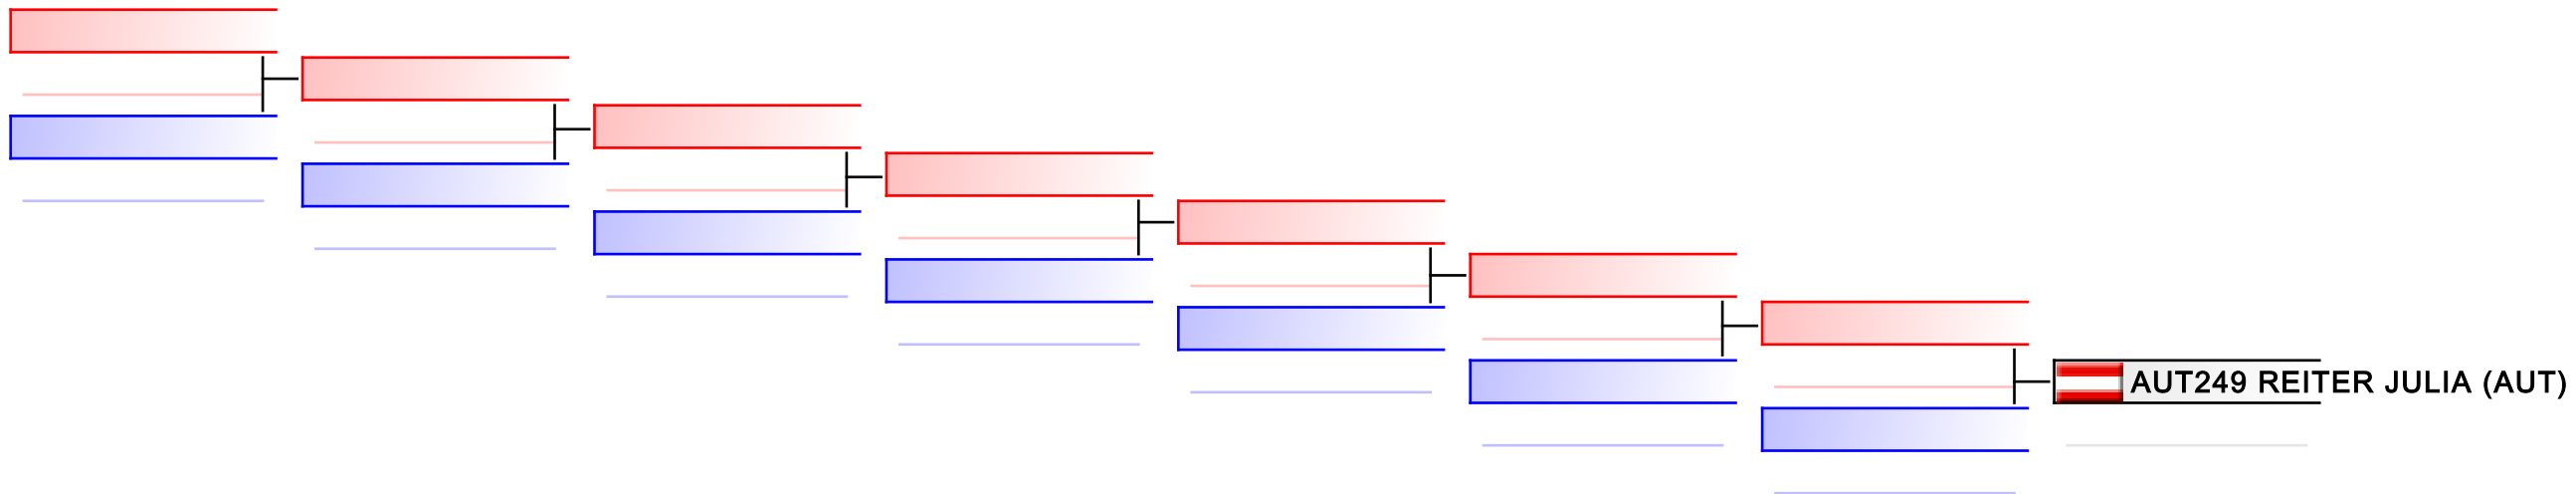 AUT249 REITER JULIA (AUT)